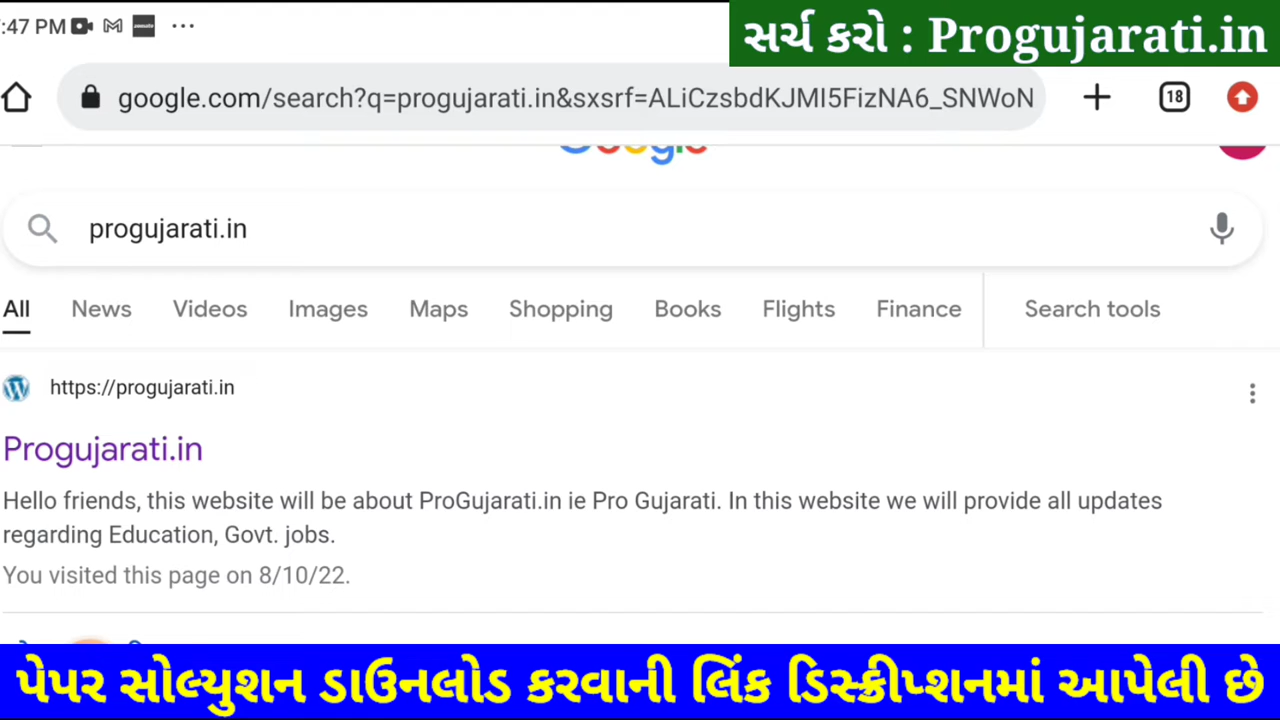 :47 PM
સર્ચ કરો : Progujarati.in
google.com/search?q=progujarati.in&sxsrf=ALiCzsbdKJMI5FizNA6_SNWoN
18
Google
progujarati.in
All News Videos Images Maps Shopping Books Flights Finance Search tools
https://progujarati.in
Progujarati.in
Hello friends, this website will be about ProGujarati.in ie Pro Gujarati. In this website we will provide all updates
regarding Education, Govt. jobs.
You visited this page on 8/10/22.
પેપર સોલ્યુશન ડાઉનલોડ કરવાની લિંક ડિસ્ક્રીપ્શનમાં આપેલી છે